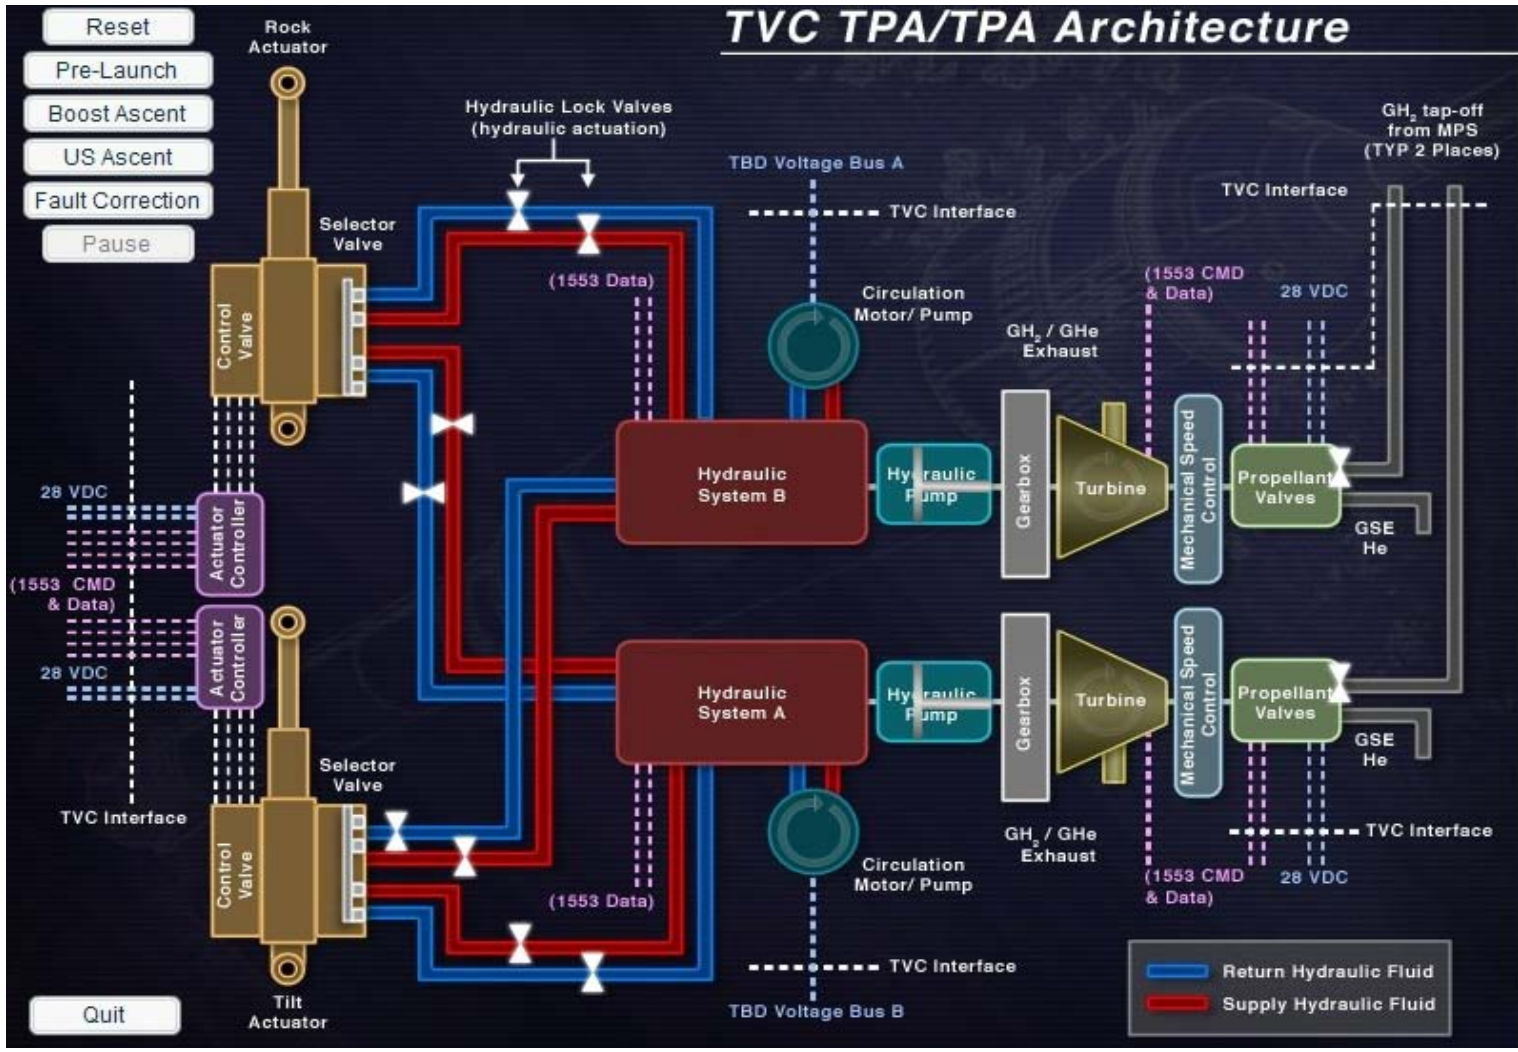 Reset
Pre-Launch
Boost Ascent
US Ascent
Fault Correction
Pause
Rock
Actuator
TVC TPA/TPA Architecture
Hydraulic Lock Valves
(hydraulic actuation)
TBD Voltage Bus A
TVC Interface
GH2 tap-off
from MPS
(TYP 2 Places)
TVC Interface
Selector
Valve
(1553 Data)
Circulation
Motor/ Pump
(1553 CMD
& Data)
28 VDC
GH2 / GHe
Exhaust
Control
Valve
Hydraulic
System B
Hydraulic
Pump
Gearbox
Turbine
Mechanical Speed
Control
Propellant
Valves
GSE
He
28 VDC
Actuator
Controller
(1553 CMD
& Data)
Actuator
Controller
28 VDC
TVC Interface
Hydraulic
System A
Hydraulic
Pump
Gearbox
Turbine
Mechanical Speed
Control
Propellant
Valves
GSE
He
Selector
Valve
Control
Valve
GH2 / GHe
Exhaust
TVC Interface
Circulation
Motor/ Pump
(1553 CMD
& Data)
28 VDC
(1553 Data)
TVC Interface
TBD Voltage Bus B
Return Hydraulic Fluid
Supply Hydraulic Fluid
Tilt
Actuator
Quit